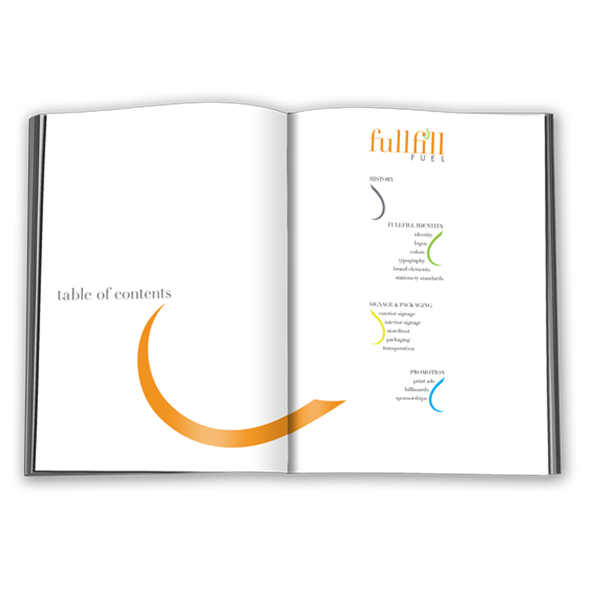 table of contents
fullfill
FUEL
HISTORY
FULLFILL IDENTITY
identity
logos
colors
typography
brand elements
stationery standards
SIGNAGE & PACKAGING
exterior signage
interior signage
storefront
packaging
transporation
PROMOTION
print ads
billboards
sponsorships